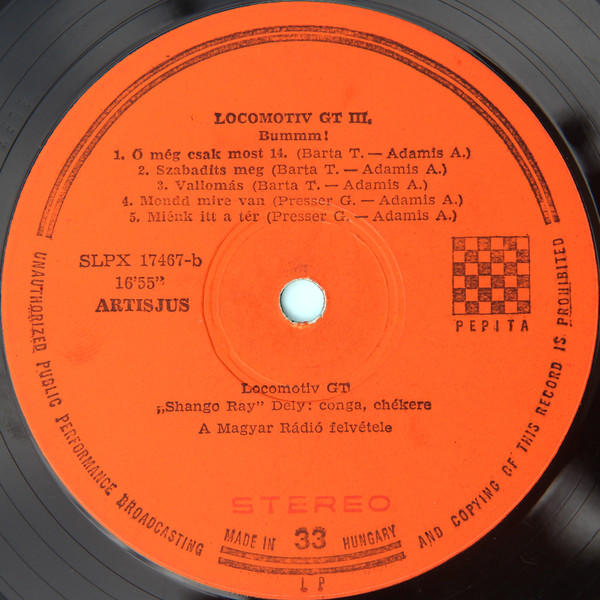 LOCOMOTIV GT III.
Bummm!
1. Ő még csak most 14. (Barta T. — Adamis A.)
2. Szabadits meg (Barta T. — Adamis A.)
3. Vallomás (Barta T. — Adamis A.)
4. Mondd mire van (Presser G. — Adamis A.)
5. Miénk itt a tér (Presser G. — Adamis A.)
SLPX 17467-b
16'55"
ARTISJUS
PEPITA
Locomotiv GT
„Shango Ray” Dely: conga, chékere
A Magyar Rádió felvétele
STEREO
MADE IN 33 HUNGARY
LP
UNAUTHORIZED PUBLIC PERFORMANCE BROADCASTING AND COPYING OF THIS RECORD IS PROHIBITED